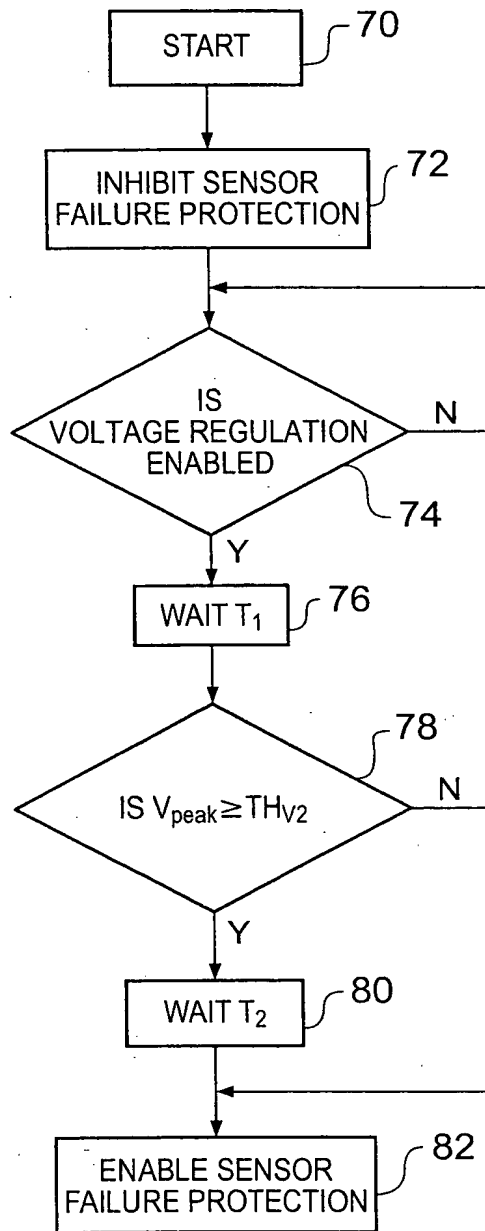 START
70
INHIBIT SENSOR
FAILURE PROTECTION
72
IS
VOLTAGE REGULATION
ENABLED
N
74
Y
WAIT T₁
76
78
IS Vpeak ≥ THV2
N
Y
WAIT T₂
80
ENABLE SENSOR
FAILURE PROTECTION
82